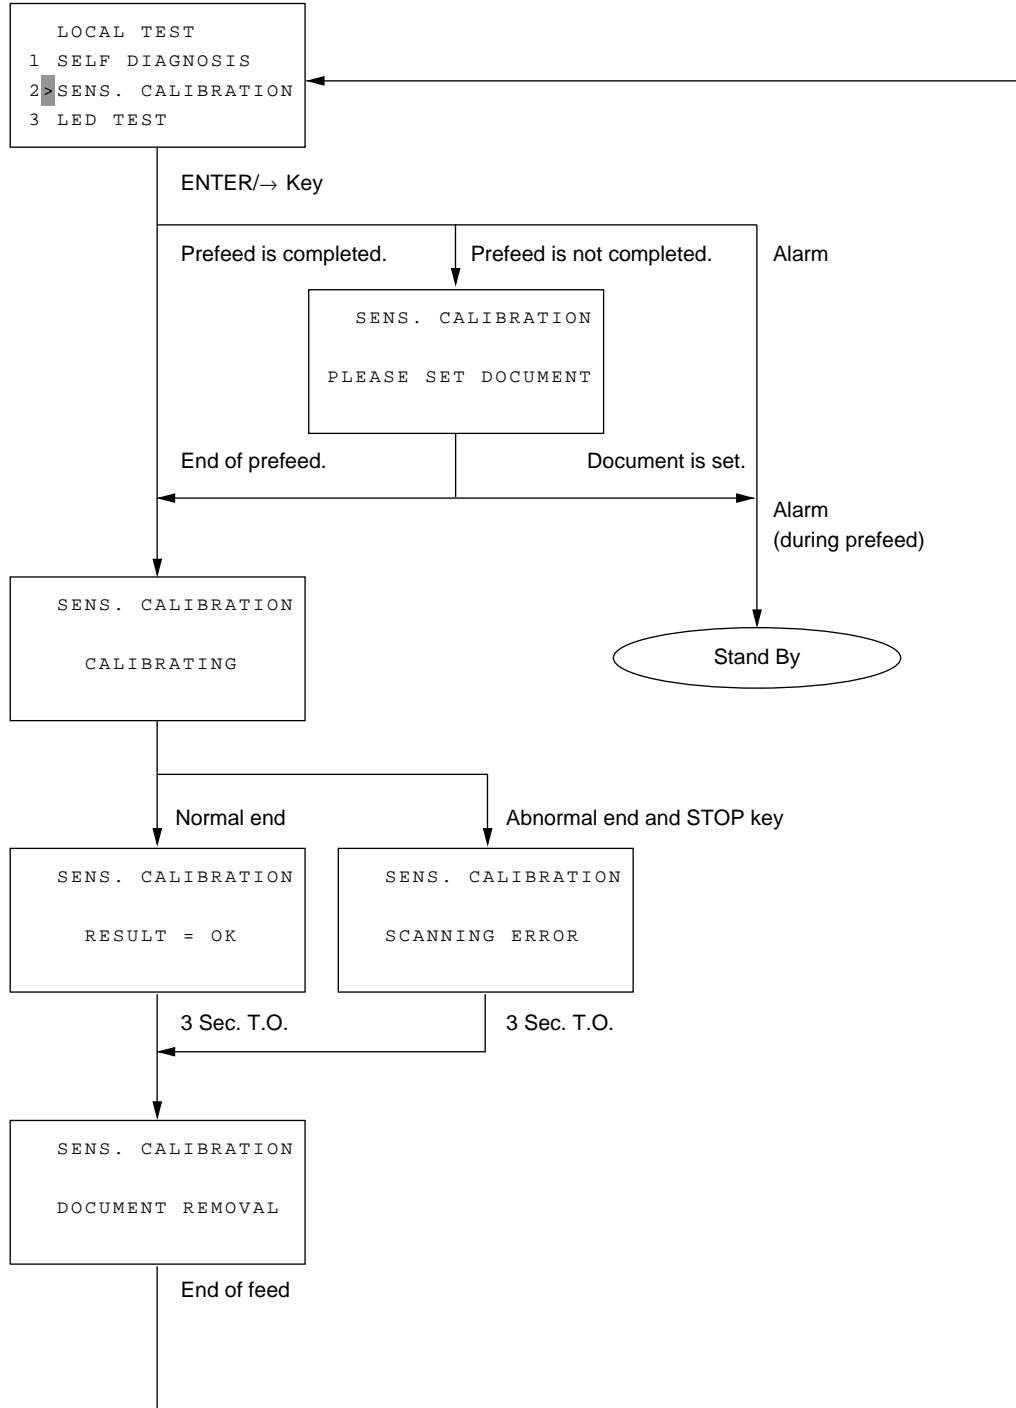 LOCAL TEST
1 SELF DIAGNOSIS
2>SENS. CALIBRATION
3 LED TEST
ENTER/→ Key
Prefeed is completed.
Prefeed is not completed.
Alarm
SENS. CALIBRATION
PLEASE SET DOCUMENT
End of prefeed.
Document is set.
Alarm
(during prefeed)
SENS. CALIBRATION
CALIBRATING
Stand By
Normal end
Abnormal end and STOP key
SENS. CALIBRATION
RESULT = OK
SENS. CALIBRATION
SCANNING ERROR
3 Sec. T.O.
3 Sec. T.O.
SENS. CALIBRATION
DOCUMENT REMOVAL
End of feed